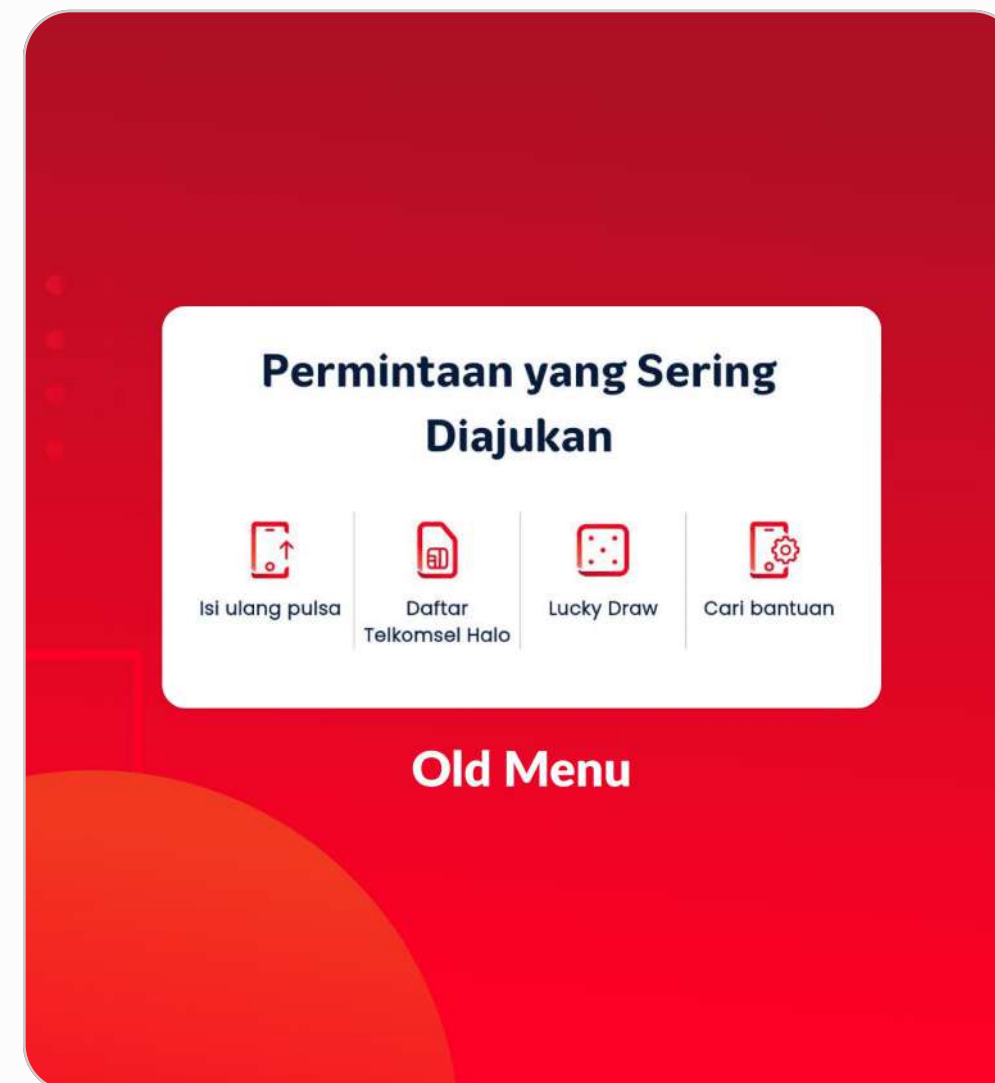 Permintaan yang Sering
Diajukan
Isi ulang pulsa
Daftar
Telkomsel Halo
Lucky Draw
Cari bantuan
Old Menu